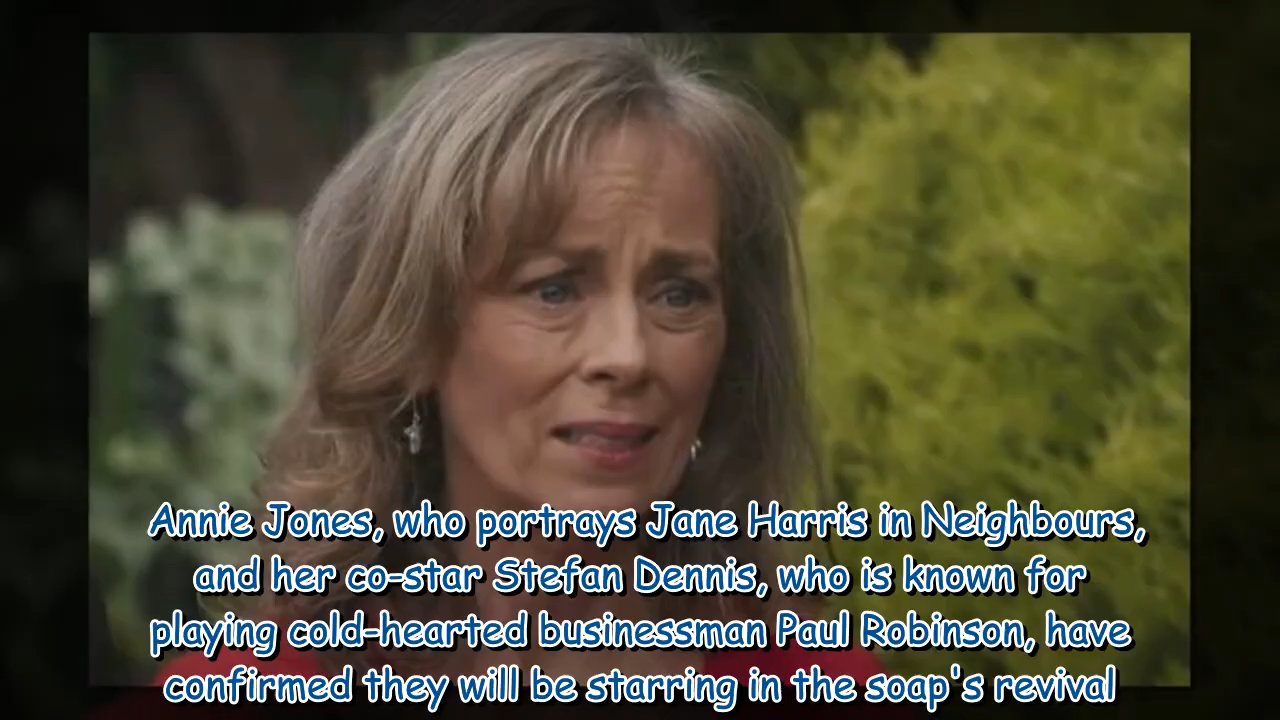 Annie Jones, who portrays Jane Harris in Neighbours,
and her co-star Stefan Dennis, who is known for
playing cold-hearted businessman Paul Robinson, have
confirmed they will be starring in the soap's revival